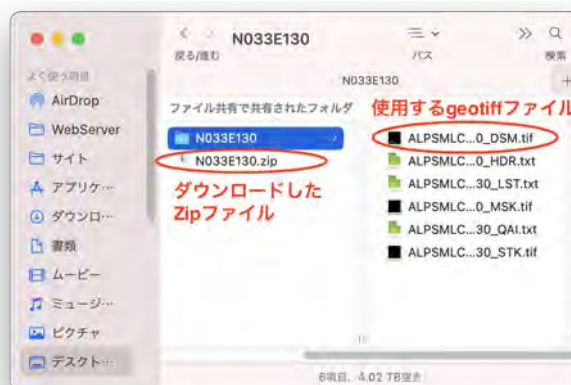 N033E130
戻る/進む
パス
検索
よく使う項目
N033E130
AirDrop
WebServer
サイト
アプリケ…
ダウンロ…
書類
ムービー
ミュージ…
ピクチャ
デスクト…
ファイル共有で共有されたフォルダ
N033E130
N033E130.zip
ダウンロードした
Zipファイル
使用するgeotiffファイル
ALPSMLC...0_DSM.tif
ALPSMLC...0_HDR.txt
ALPSMLC...30_LST.txt
ALPSMLC...0_MSK.tif
ALPSMLC...30_QAI.txt
ALPSMLC...30_STK.tif
6項目、4.02 TB空き